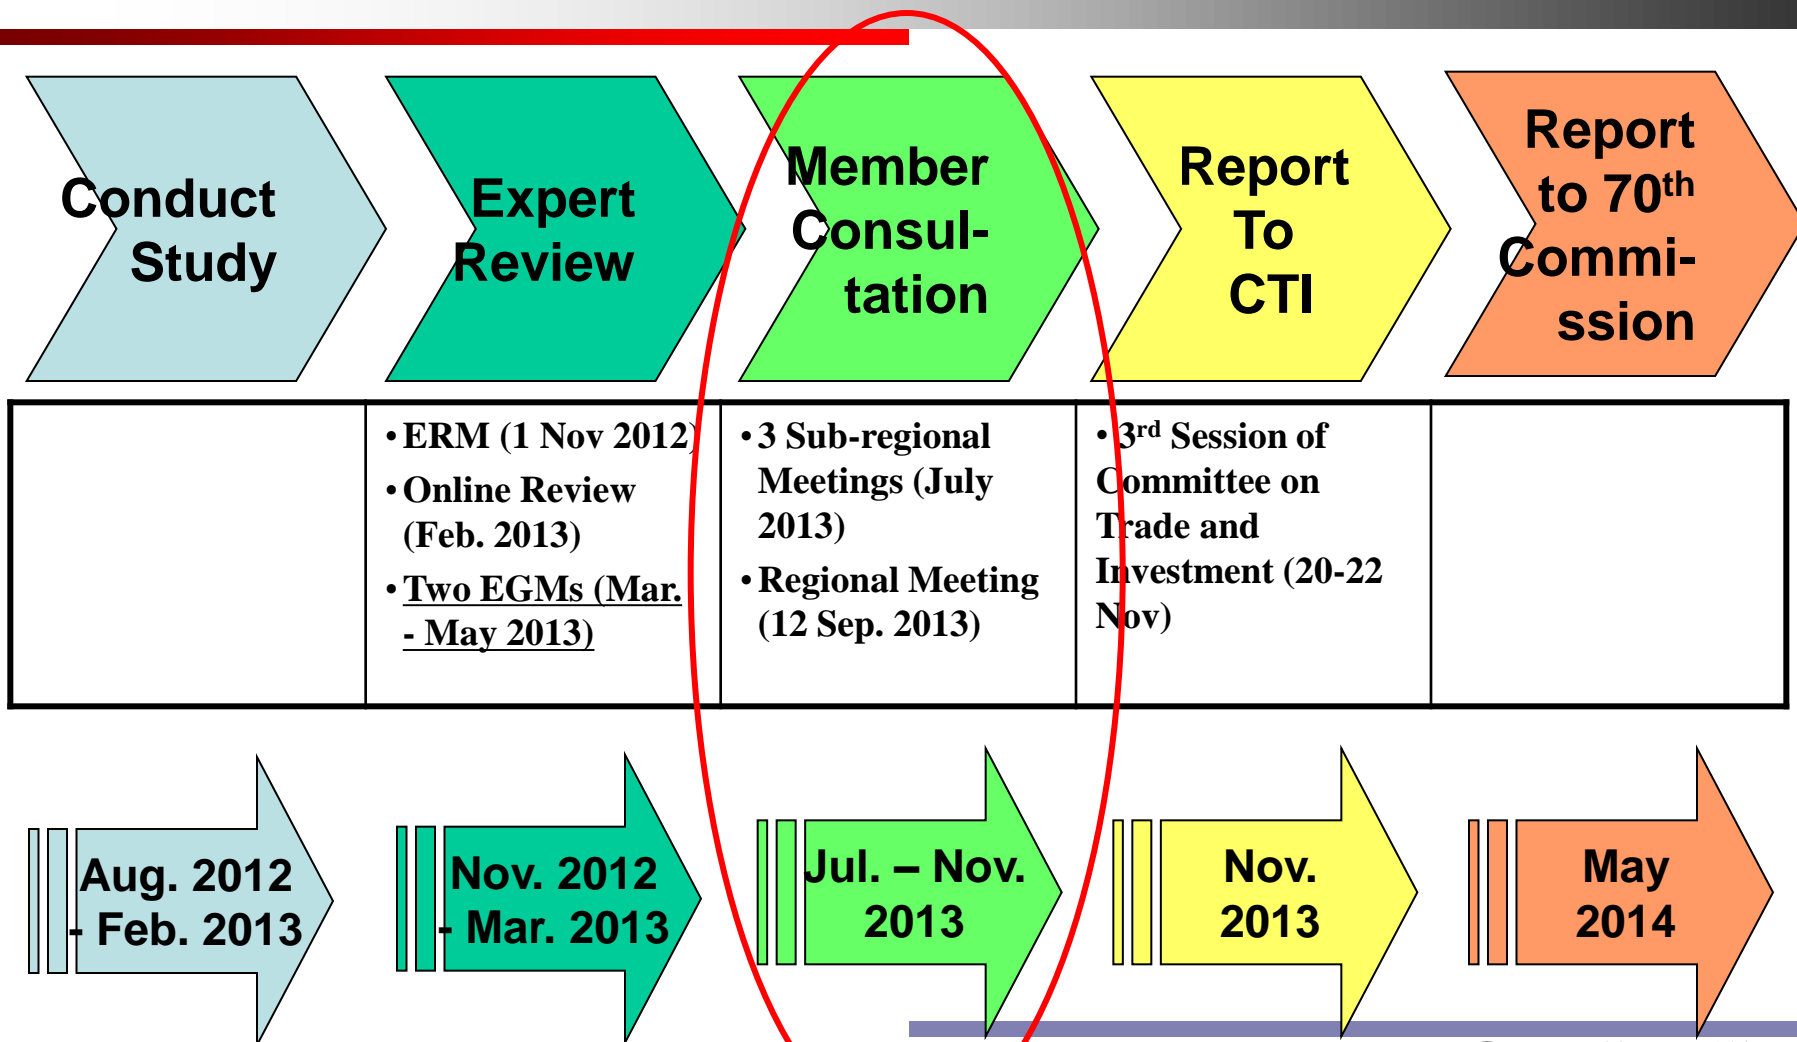 Conduct
Study
Expert
Review
Member
Consul-
tation
Report
To
CTI
Report
to 70th
Commi-
ssion
• ERM (1 Nov 2012)
• Online Review
(Feb. 2013)
• Two EGMs (Mar.
- May 2013)
• 3 Sub-regional
Meetings (July
2013)
• Regional Meeting
(12 Sep. 2013)
• 3rd Session of
Committee on
Trade and
Investment (20-22
Nov)
Aug. 2012
- Feb. 2013
Nov. 2012
- Mar. 2013
Jul. – Nov.
2013
Nov.
2013
May
2014